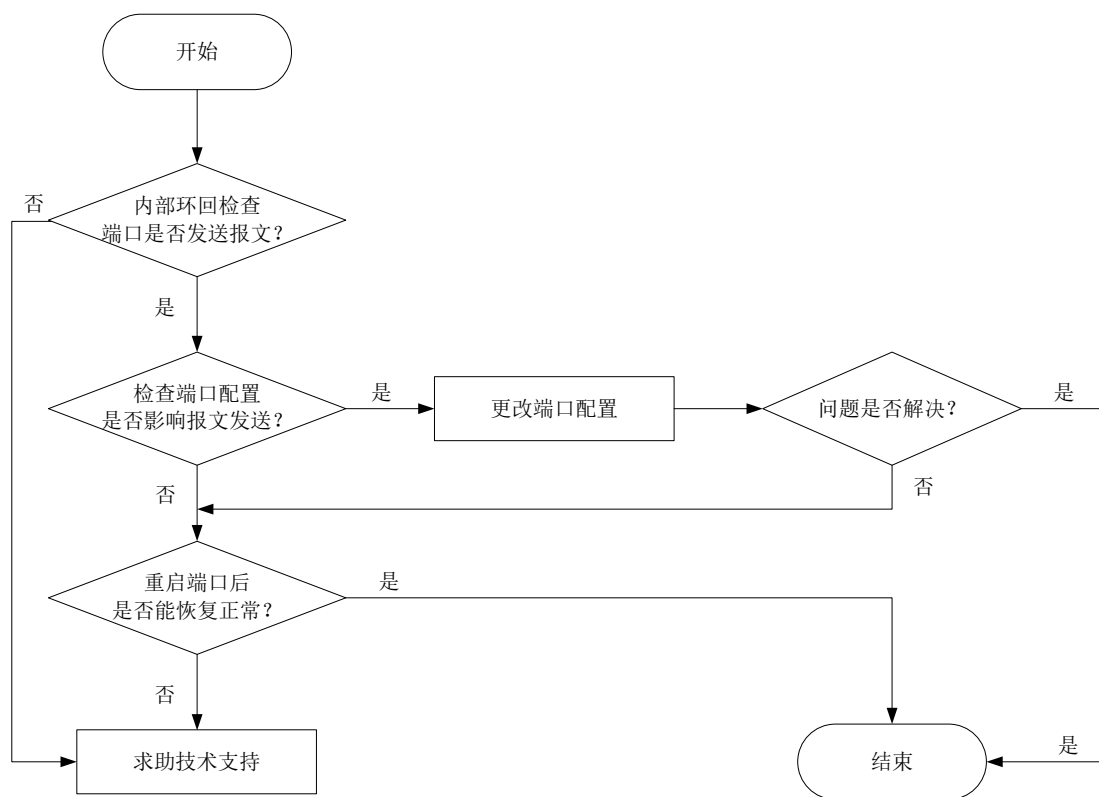 开始
否
内部环回检查
端口是否发送报文？
是
检查端口配置
是否影响报文发送？
是
更改端口配置
问题是否解决？
是
否
否
重启端口后
是否能恢复正常？
是
否
求助技术支持
结束
是